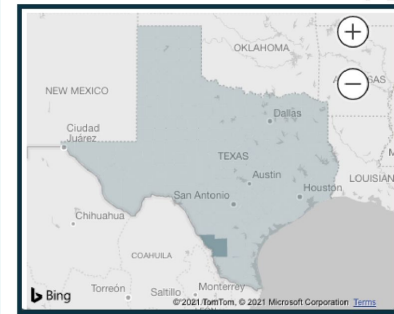 OKLAHOMA
NEW MEXICO
Dallas
Ciudad
Juárez
TEXAS
LOUISIAN
Austin
San Antonio
Houston
Chihuahua
COAHUILA
Bing
Torreón
Saltillo
Monterrey
© 2021 TomTom, © 2021 Microsoft Corporation Terms